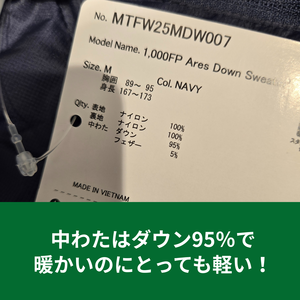 No. MTFW25MDW007
Model Name. 1,000FP Ares Down Swea
Size. M Col. NAVY
胸囲 89~ 95
身長 167~173
Qlty. 表地 ナイロン 100%
裏地 ナイロン 100%
中わた ダウン 95%
フェザー 5%
MADE IN VIETNAM
中わたはダウン95%で
暖かいのにとっても軽い！